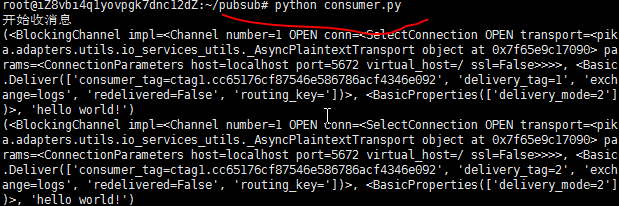 root@iZ8vbi4q1yovpgk7dnc12dZ:~/pubsub# python consumer.py
开始收消息
(<BlockingChannel impl=<Channel number=1 OPEN conn=<SelectConnection OPEN transport=<pik
a.adapters.utils.io_services_utils._AsyncPlaintextTransport object at 0x7f65e9c17090> pa
rams=<ConnectionParameters host=localhost port=5672 virtual_host=/ ssl=False>>>>, <Basic
.Deliver(['consumer_tag=ctag1.cc65176cf87546e586786acf4346e092', 'delivery_tag=1', 'exch
ange=logs', 'redelivered=False', 'routing_key='])>, <BasicProperties(['delivery_mode=2']
)>, 'hello world!')
(<BlockingChannel impl=<Channel number=1 OPEN conn=<SelectConnection OPEN transport=<pik
a.adapters.utils.io_services_utils._AsyncPlaintextTransport object at 0x7f65e9c17090> pa
rams=<ConnectionParameters host=localhost port=5672 virtual_host=/ ssl=False>>>>, <Basic
.Deliver(['consumer_tag=ctag1.cc65176cf87546e586786acf4346e092', 'delivery_tag=2', 'exch
ange=logs', 'redelivered=False', 'routing_key='])>, <BasicProperties(['delivery_mode=2']
)>, 'hello world!')